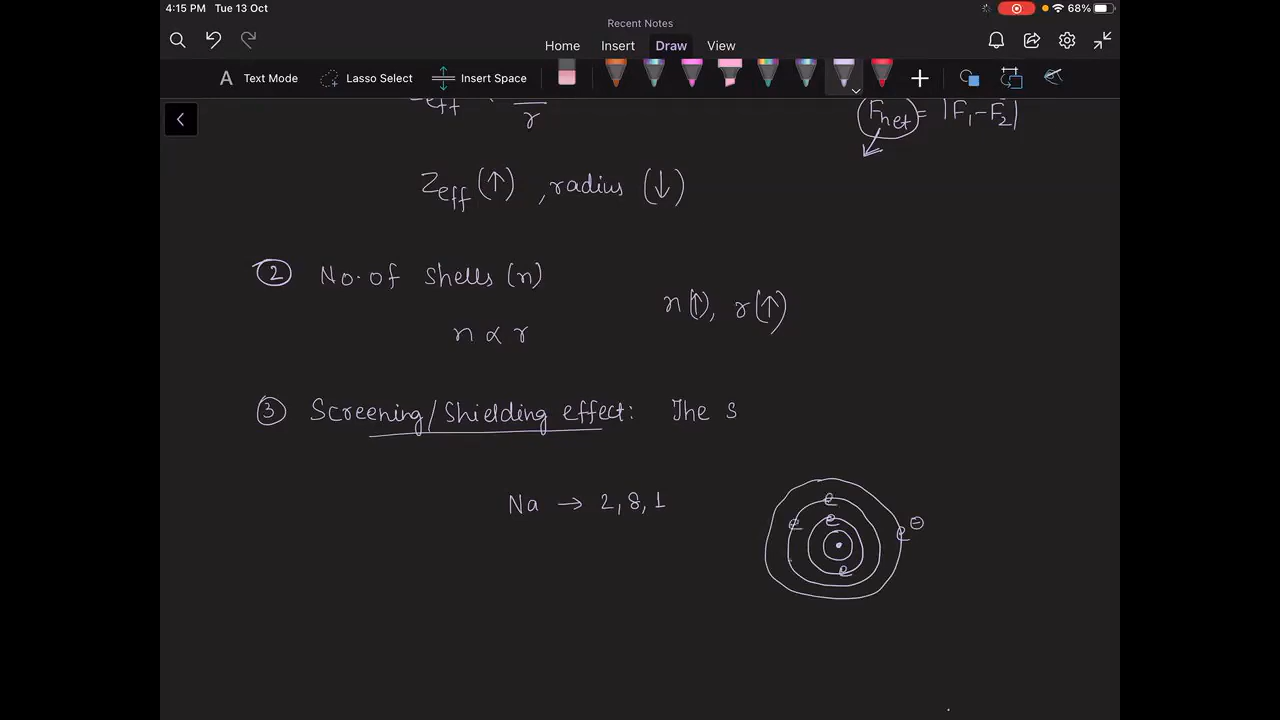 4:15 PM Tue 13 Oct 68%
Recent Notes
Home Insert Draw View
A Text Mode Lasso Select Insert Space
Zeff r
Fnet = |F₁-F₂|
Zeff (↑) , radius (↓)
② No. of Shells (n)
n(↑), r(↑)
n ∝ r
③ Screening/Shielding effect: The s
Na → 2,8,1
e
e e
e ⊖
e